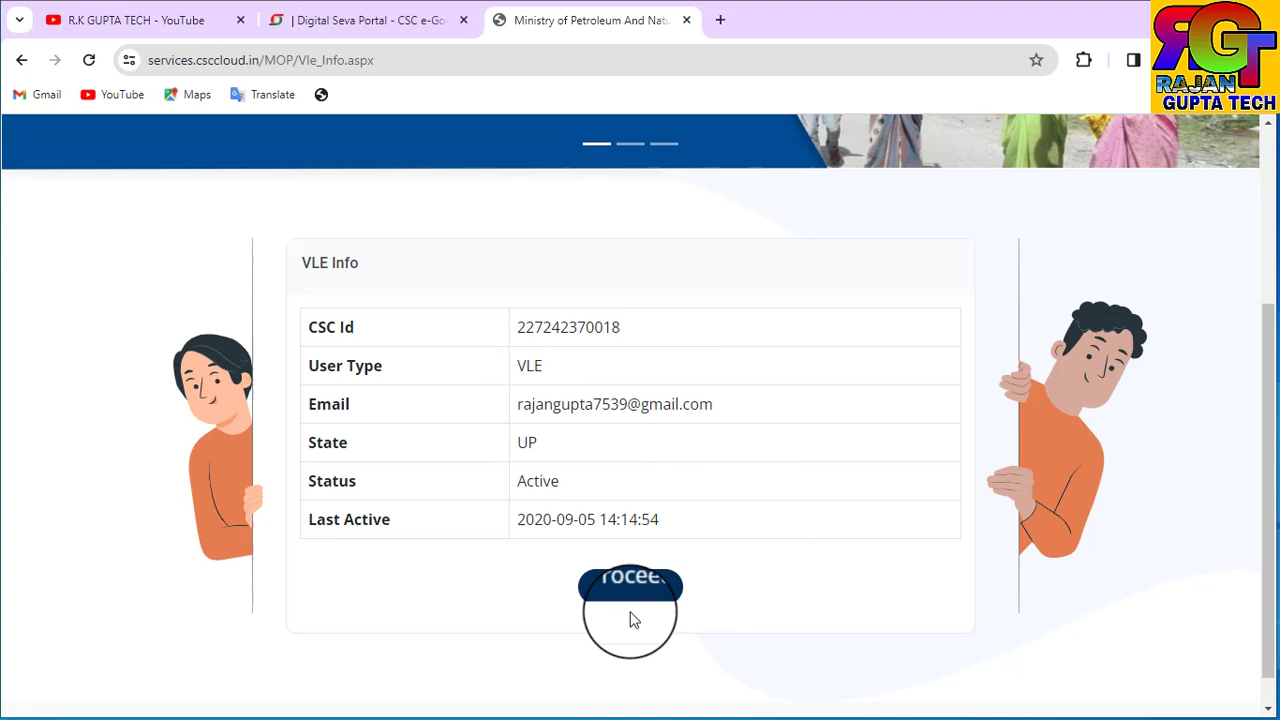 R.K GUPTA TECH - YouTube
| Digital Seva Portal - CSC e-Go
Ministry of Petroleum And Natu
services.csccloud.in/MOP/Vle_Info.aspx
Gmail
YouTube
Maps
Translate
RGT
RAJAN
GUPTA TECH
VLE Info
CSC Id 227242370018
User Type VLE
Email rajangupta7539@gmail.com
State UP
Status Active
Last Active 2020-09-05 14:14:54
rocee